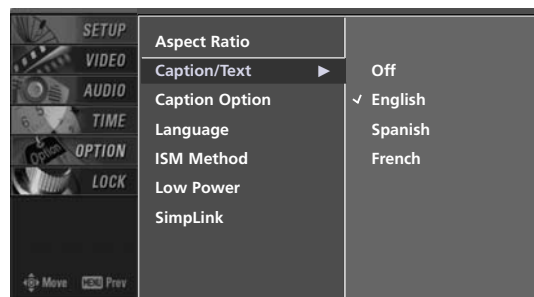 SETUP
VIDEO
AUDIO
TIME
OPTION
LOCK
Move MENU Prev
Aspect Ratio
Caption/Text ►
Caption Option
Language
ISM Method
Low Power
SimpLink
Off
✓ English
Spanish
French